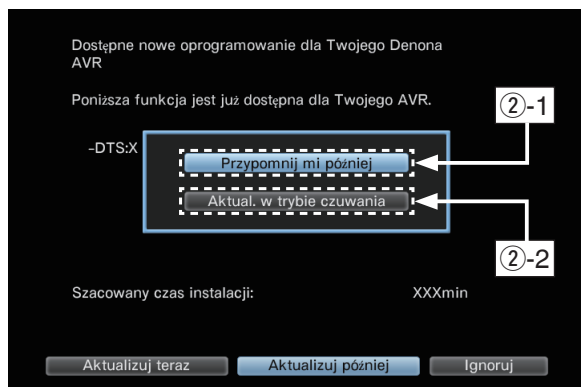 Dostępne nowe oprogramowanie dla Twojego Denona
AVR
Poniższa funkcja jest już dostępna dla Twojego AVR.
②-1
-DTS:X
Przypomnij mi później
Aktual. w trybie czuwania
②-2
Szacowany czas instalacji: XXXmin
Aktualizuj teraz Aktualizuj później Ignoruj